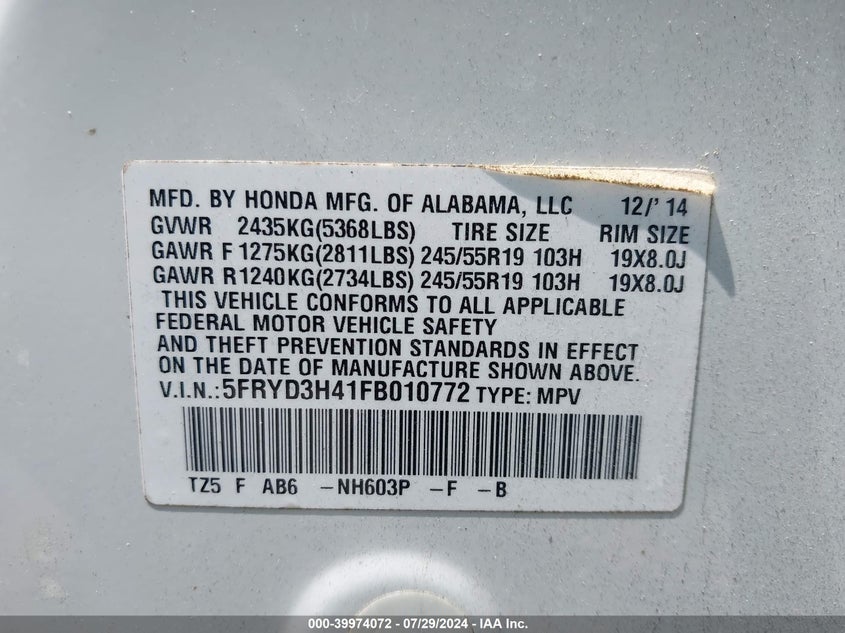 MFD. BY HONDA MFG. OF ALABAMA, LLC 12/'14
GVWR 2435KG(5368LBS) TIRE SIZE RIM SIZE
GAWR F1275KG(2811LBS) 245/55R19 103H 19X8.0J
GAWR R1240KG(2734LBS) 245/55R19 103H 19X8.0J
THIS VEHICLE CONFORMS TO ALL APPLICABLE
FEDERAL MOTOR VEHICLE SAFETY
AND THEFT PREVENTION STANDARDS IN EFFECT
ON THE DATE OF MANUFACTURE SHOWN ABOVE.
V.I.N.:5FRYD3H41FB010772 TYPE: MPV
TZ5 F AB6 -NH603P -F -B
000-39974072 / 07/29/2024 - IAA Inc.